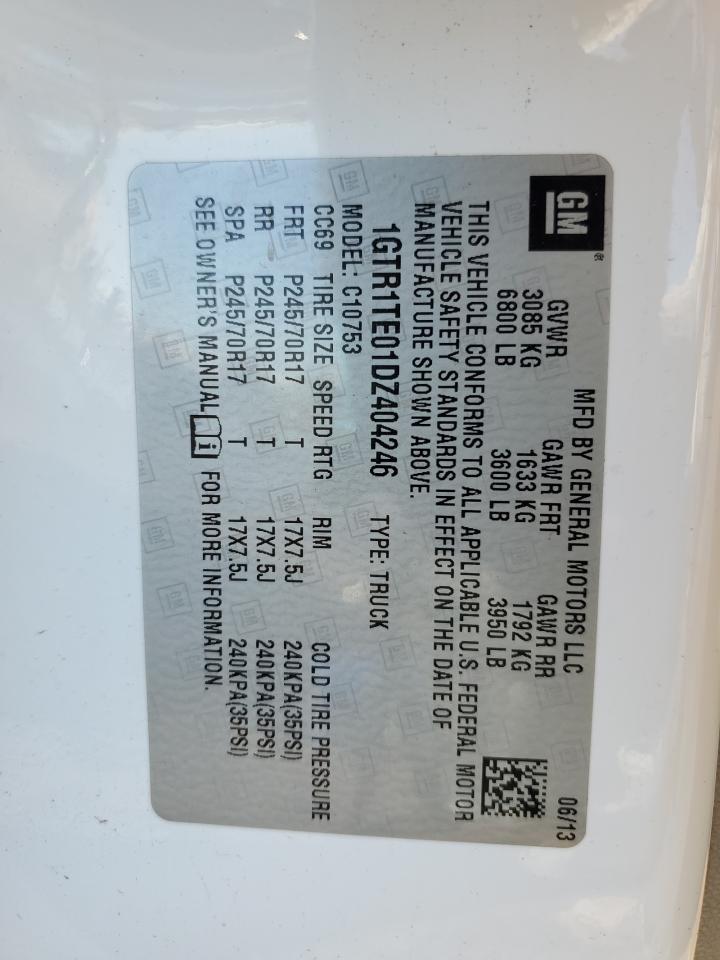 GM®
MFD BY GENERAL MOTORS LLC 06/13
GVWR GAWR FRT GAWR RR
3085 KG 1633 KG 1792 KG
6800 LB 3600 LB 3950 LB
THIS VEHICLE CONFORMS TO ALL APPLICABLE U.S. FEDERAL MOTOR
VEHICLE SAFETY STANDARDS IN EFFECT ON THE DATE OF
MANUFACTURE SHOWN ABOVE.
1GTR1TE01DZ404246 TYPE: TRUCK
MODEL: C10753
CC69 TIRE SIZE SPEED RTG RIM COLD TIRE PRESSURE
FRT P245/70R17 T 17X7.5J 240KPA(35PSI)
RR P245/70R17 T 17X7.5J 240KPA(35PSI)
SPA P245/70R17 T 17X7.5J 240KPA(35PSI)
SEE OWNER'S MANUAL i FOR MORE INFORMATION.